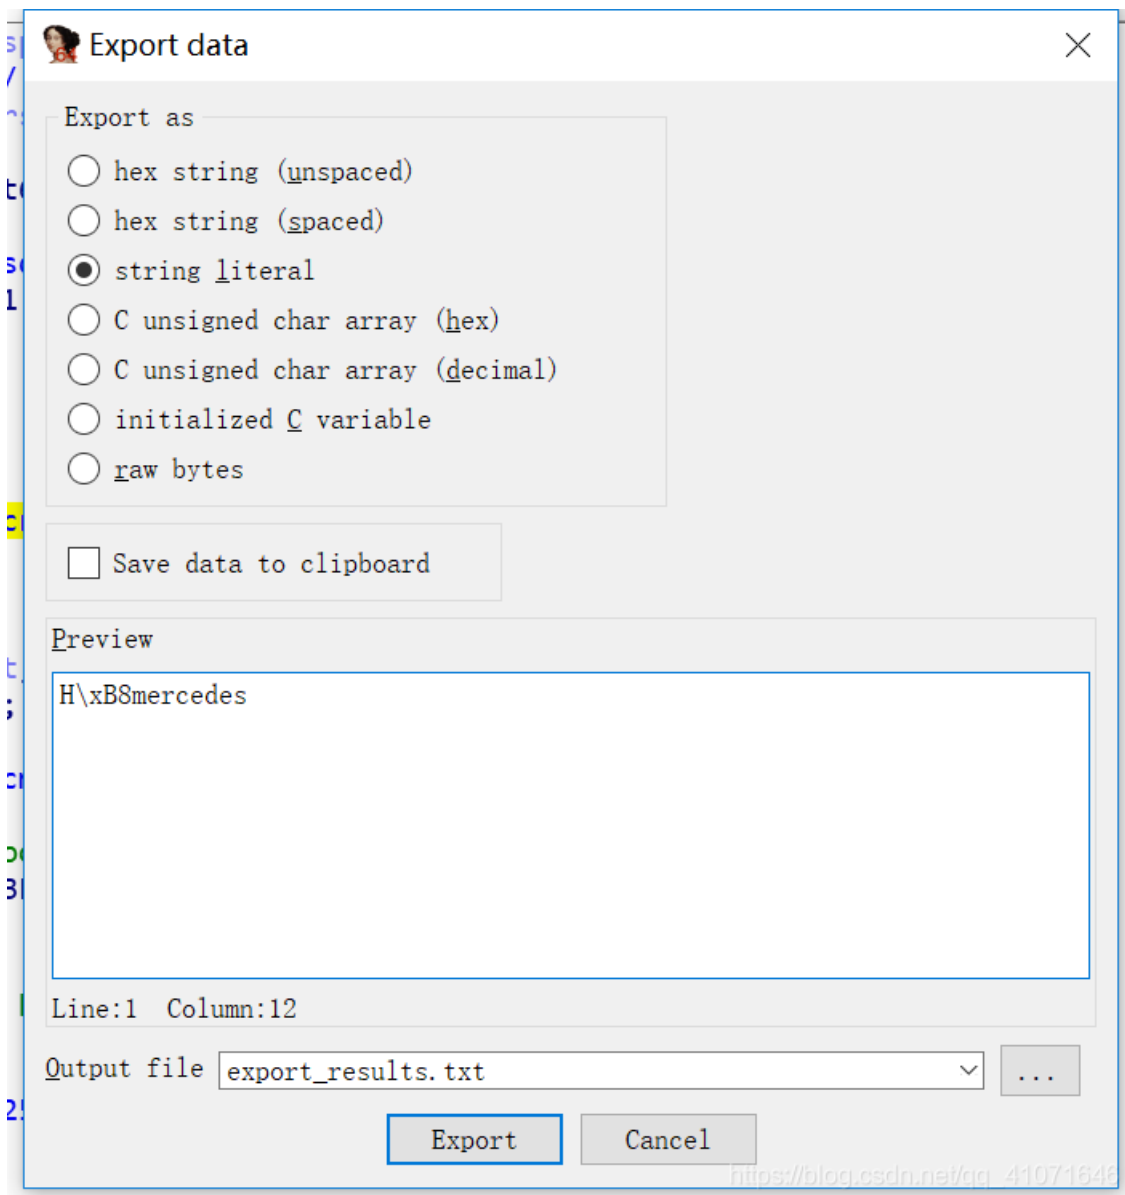 Export data
Export as
hex string (unspaced)
hex string (spaced)
string literal
C unsigned char array (hex)
C unsigned char array (decimal)
initialized C variable
raw bytes
Save data to clipboard
Preview
H\xB8mercedes
Line:1 Column:12
Output file export_results.txt ...
Export Cancel
https://blog.csdn.net/qq_41071646